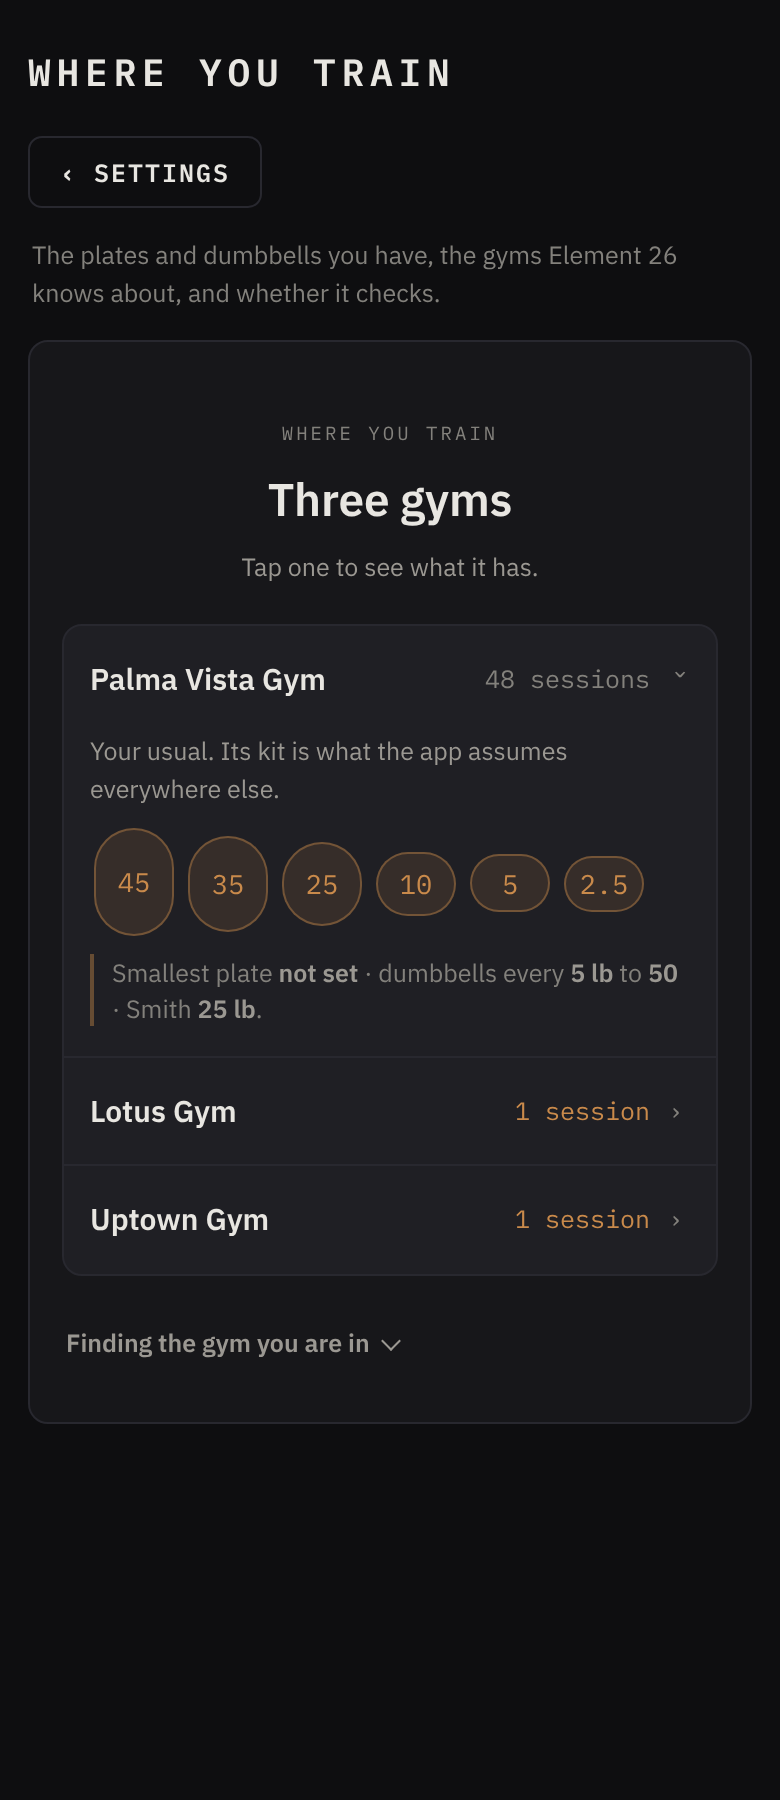 WHERE YOU TRAIN
‹ SETTINGS
The plates and dumbbells you have, the gyms Element 26
knows about, and whether it checks.
WHERE YOU TRAIN
Three gyms
Tap one to see what it has.
Palma Vista Gym 48 sessions ⌄
Your usual. Its kit is what the app assumes
everywhere else.
45 35 25 10 5 2.5
Smallest plate not set · dumbbells every 5 lb to 50
· Smith 25 lb.
Lotus Gym 1 session ›
Uptown Gym 1 session ›
Finding the gym you are in